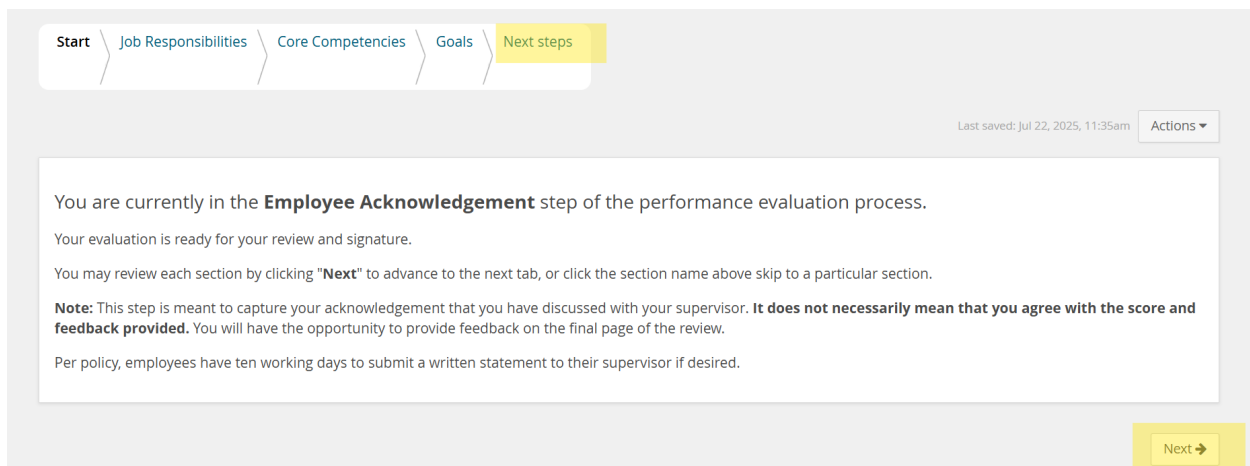 Start Job Responsibilities Core Competencies Goals Next steps
Last saved: Jul 22, 2025, 11:35am Actions
You are currently in the Employee Acknowledgement step of the performance evaluation process.
Your evaluation is ready for your review and signature.
You may review each section by clicking "Next" to advance to the next tab, or click the section name above skip to a particular section.
Note: This step is meant to capture your acknowledgement that you have discussed with your supervisor. It does not necessarily mean that you agree with the score and
feedback provided. You will have the opportunity to provide feedback on the final page of the review.
Per policy, employees have ten working days to submit a written statement to their supervisor if desired.
Next